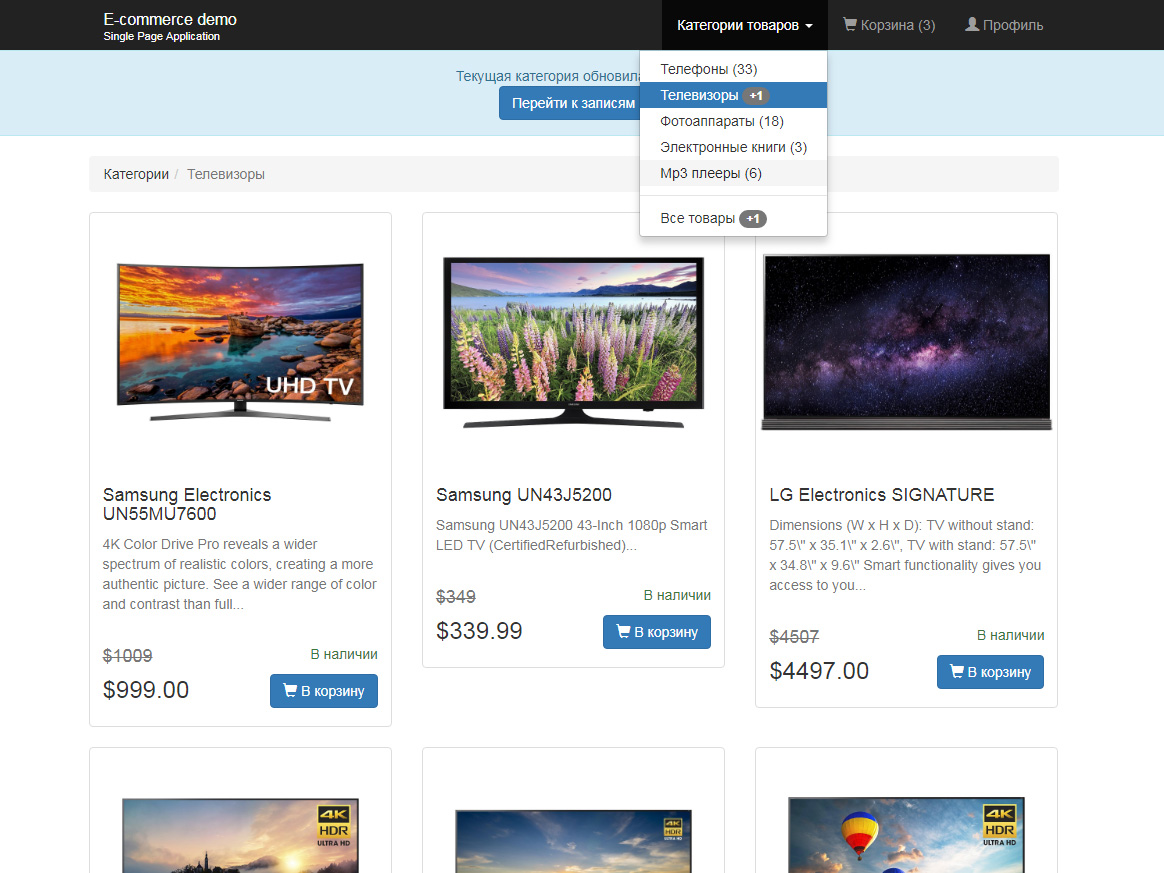 E-commerce demo
Single Page Application
Категории товаров
Корзина (3)
Профиль
Телефоны (33)
Телевизоры +1
Фотоаппараты (18)
Электронные книги (3)
Mp3 плееры (6)
Все товары +1
Текущая категория
Перейти к записям
Категории / Телевизоры
UHD TV
Samsung Electronics
UN55MU7600
4K Color Drive Pro reveals a wider
spectrum of realistic colors, creating a more
authentic picture. See a wider range of color
and contrast than full...
$1009
В наличии
$999.00
В корзину
Samsung UN43J5200
Samsung UN43J5200 43-Inch 1080p Smart
LED TV (CertifiedRefurbished)...
$349
В наличии
$339.99
В корзину
LG Electronics SIGNATURE
Dimensions (W x H x D): TV without stand:
57.5\" x 35.1\" x 2.6\", TV with stand: 57.5\"
x 34.8\" x 9.6\" Smart functionality gives you
access to you...
$4507
В наличии
$4497.00
В корзину
4K
HDR
ULTRA HD
4K
HDR
ULTRA HD
4K
HDR
ULTRA HD